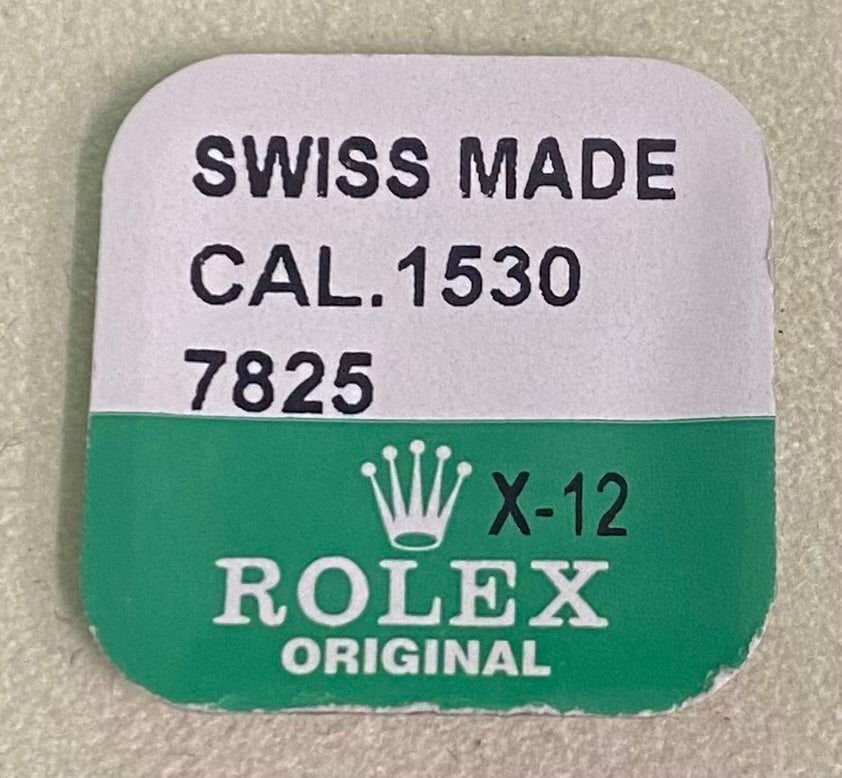 SWISS MADE
CAL.1530
7825
X-12
ROLEX
ORIGINAL